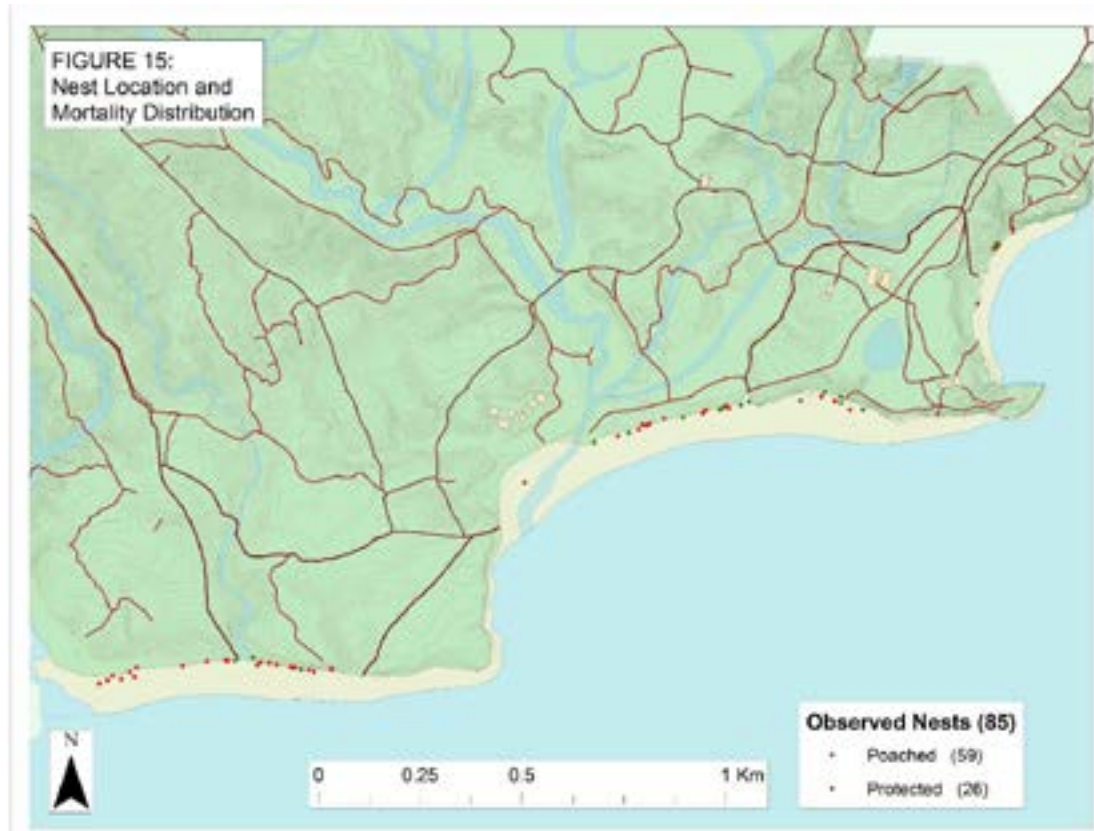 FIGURE 15:
Nest Location and
Mortality Distribution
N
0 0.25 0.5 1 Km
Observed Nests (85)
Poached (59)
Protected (26)